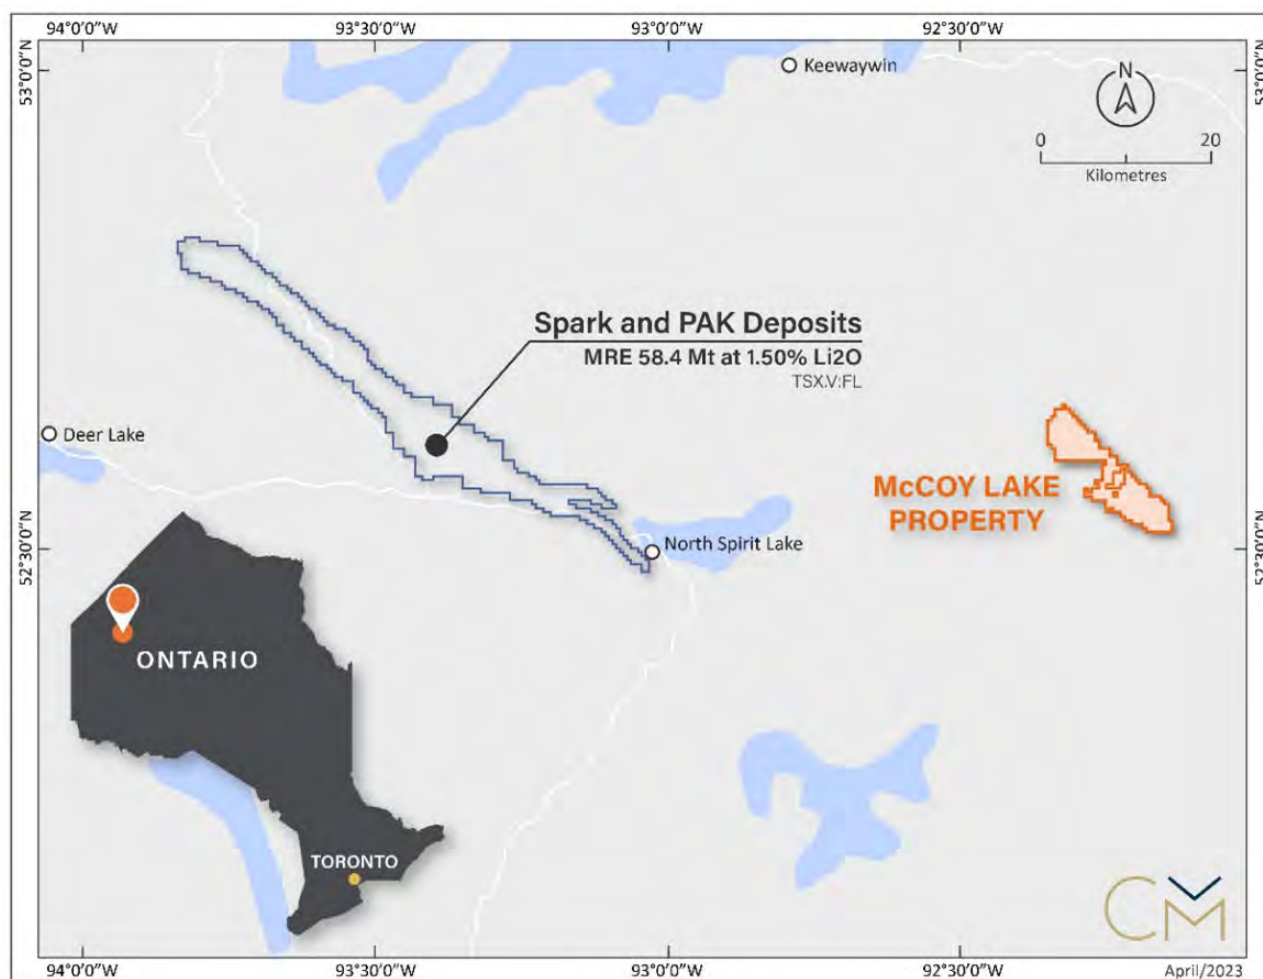 94°0'0"W
93°30'0"W
93°0'0"W
92°30'0"W
53°0'0"N
53°0'0"N
Keewaywin
N
0 20
Kilometres
Spark and PAK Deposits
MRE 58.4 Mt at 1.50% Li2O
TSX.V:FL
Deer Lake
McCOY LAKE
PROPERTY
52°30'0"N
52°30'0"N
North Spirit Lake
ONTARIO
TORONTO
CM
94°0'0"W
93°30'0"W
93°0'0"W
92°30'0"W
April/2023